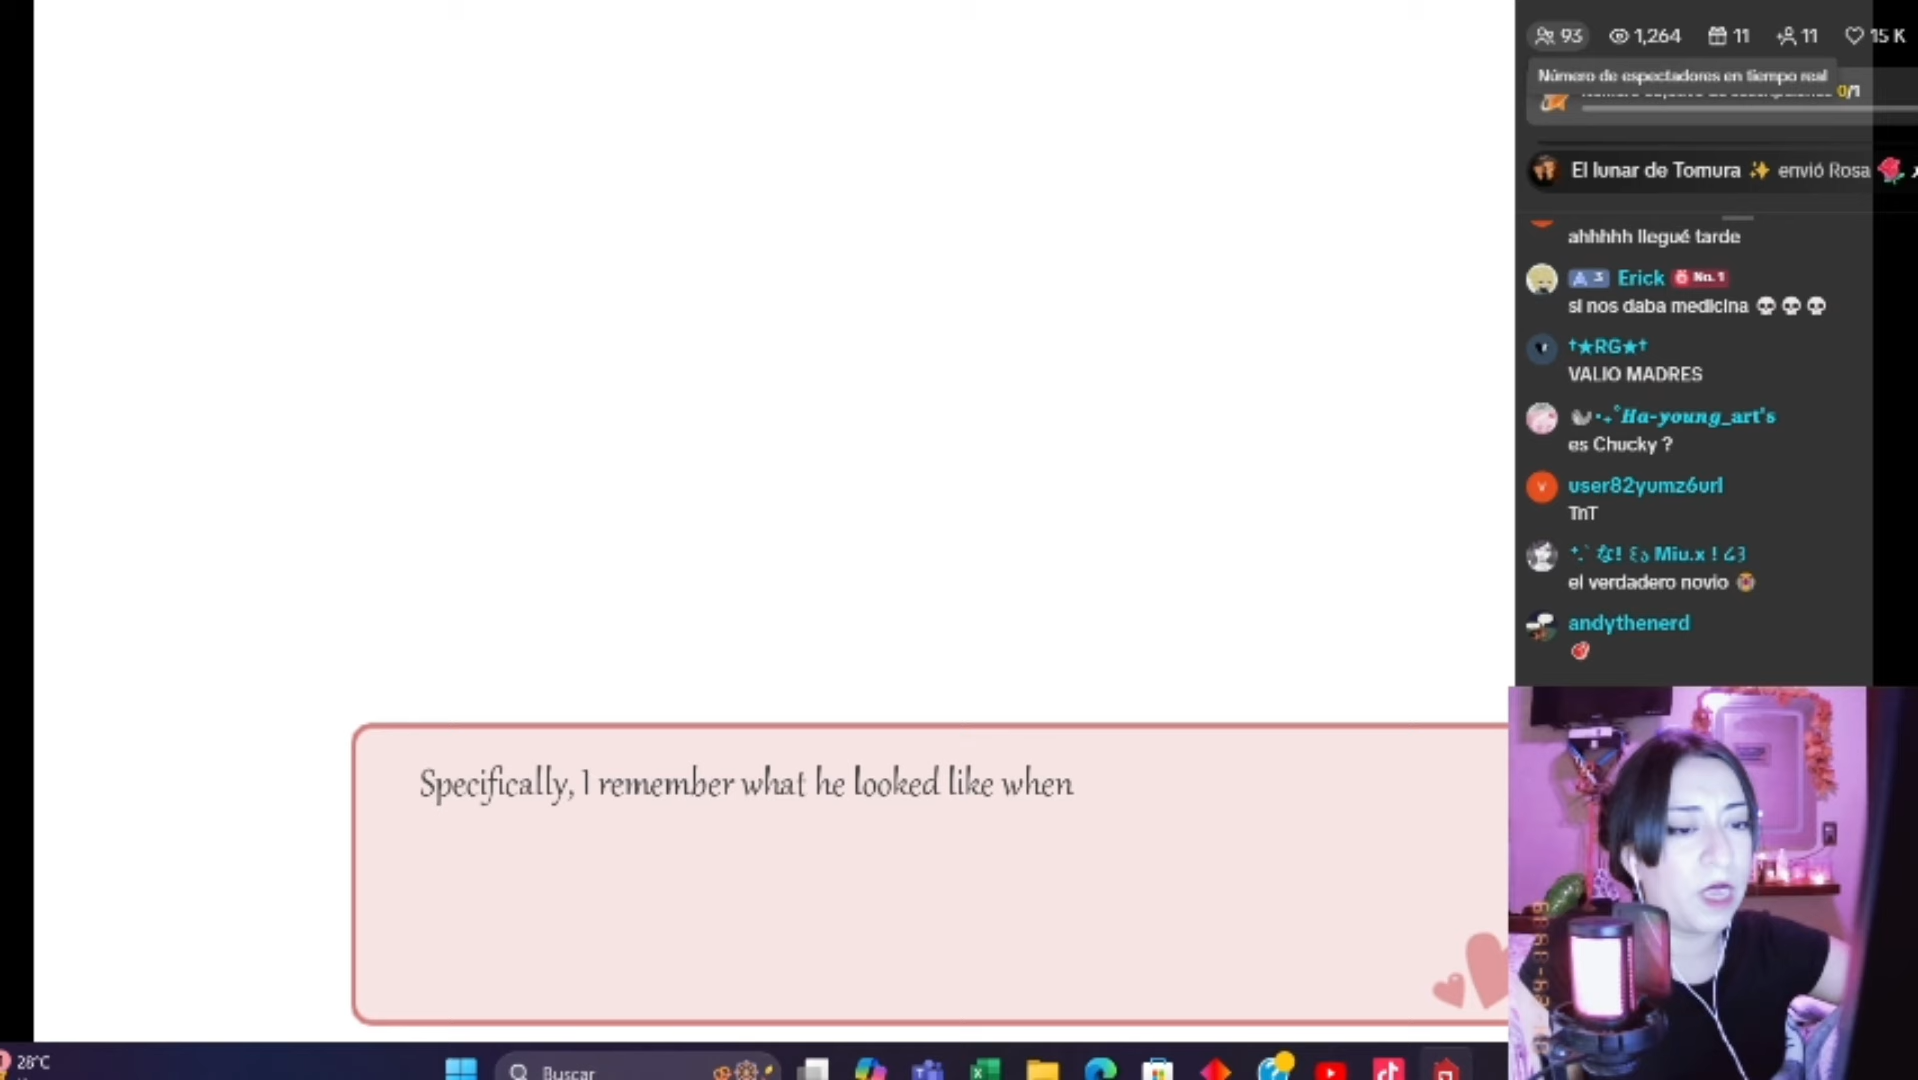 93 1,264 11 11 15 K
Número de espectadores en tiempo real
0/1
El lunar de Tomura ✨ envió Rosa 🌹 x
ahhhhh llegué tarde
3 Erick No. 1
si nos daba medicina 💀💀💀
†★RG★†
VALIO MADRES
Ha-young_art's
es Chucky ?
user82yumz6url
TnT
な! Miu.x !
el verdadero novio
andythenerd
Specifically, I remember what he looked like when
28°C
Buscar